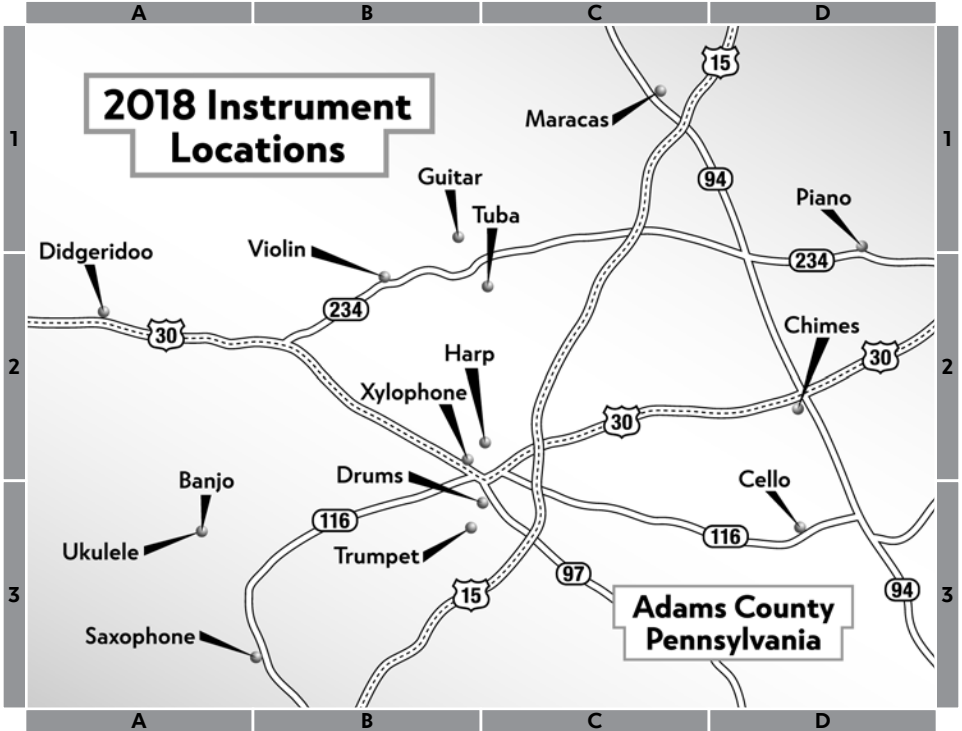 A B C D
15
2018 Instrument
Locations
Maracas
1 1
94
Guitar
Tuba
Piano
Didgeridoo
Violin
234
234
30
Chimes
Harp
30
2 2
Xylophone
30
Drums
Banjo
Cello
116
Ukulele
Trumpet
116
97
15
94
3 3
Adams County
Pennsylvania
Saxophone
A B C D